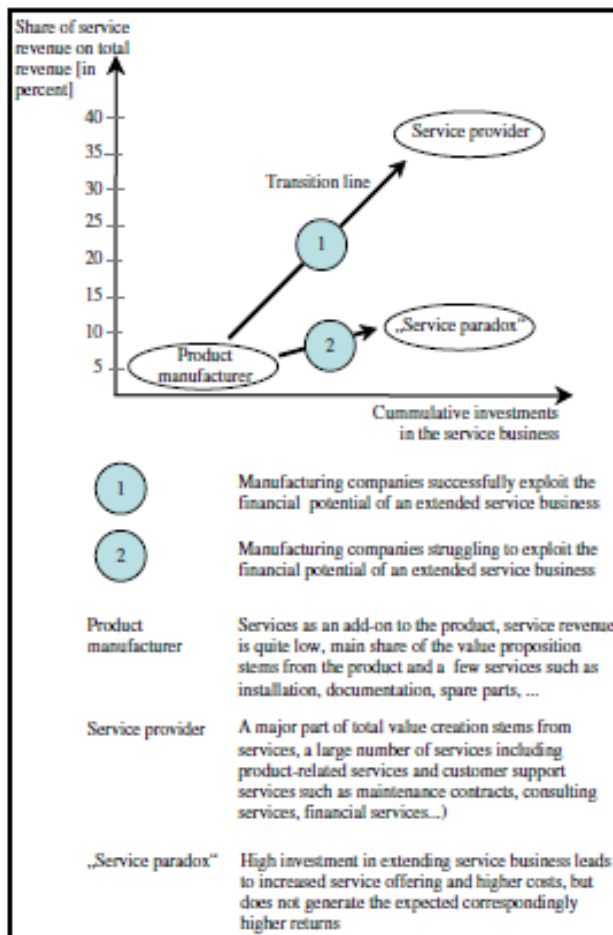 Share of service
revenue on total
revenue [in
percent]
40
35
30
25
20
15
10
5
Service provider
Transition line
1
2
„Service paradox“
Product
manufacturer
Cummulative investments
in the service business
1
Manufacturing companies successfully exploit the
financial potential of an extended service business
2
Manufacturing companies struggling to exploit the
financial potential of an extended service business
Product
manufacturer
Services as an add-on to the product, service revenue
is quite low, main share of the value proposition
stems from the product and a few services such as
installation, documentation, spare parts, ...
Service provider
A major part of total value creation stems from
services, a large number of services including
product-related services and customer support
services such as maintenance contracts, consulting
services, financial services...)
„Service paradox“
High investment in extending service business leads
to increased service offering and higher costs, but
does not generate the expected correspondingly
higher returns